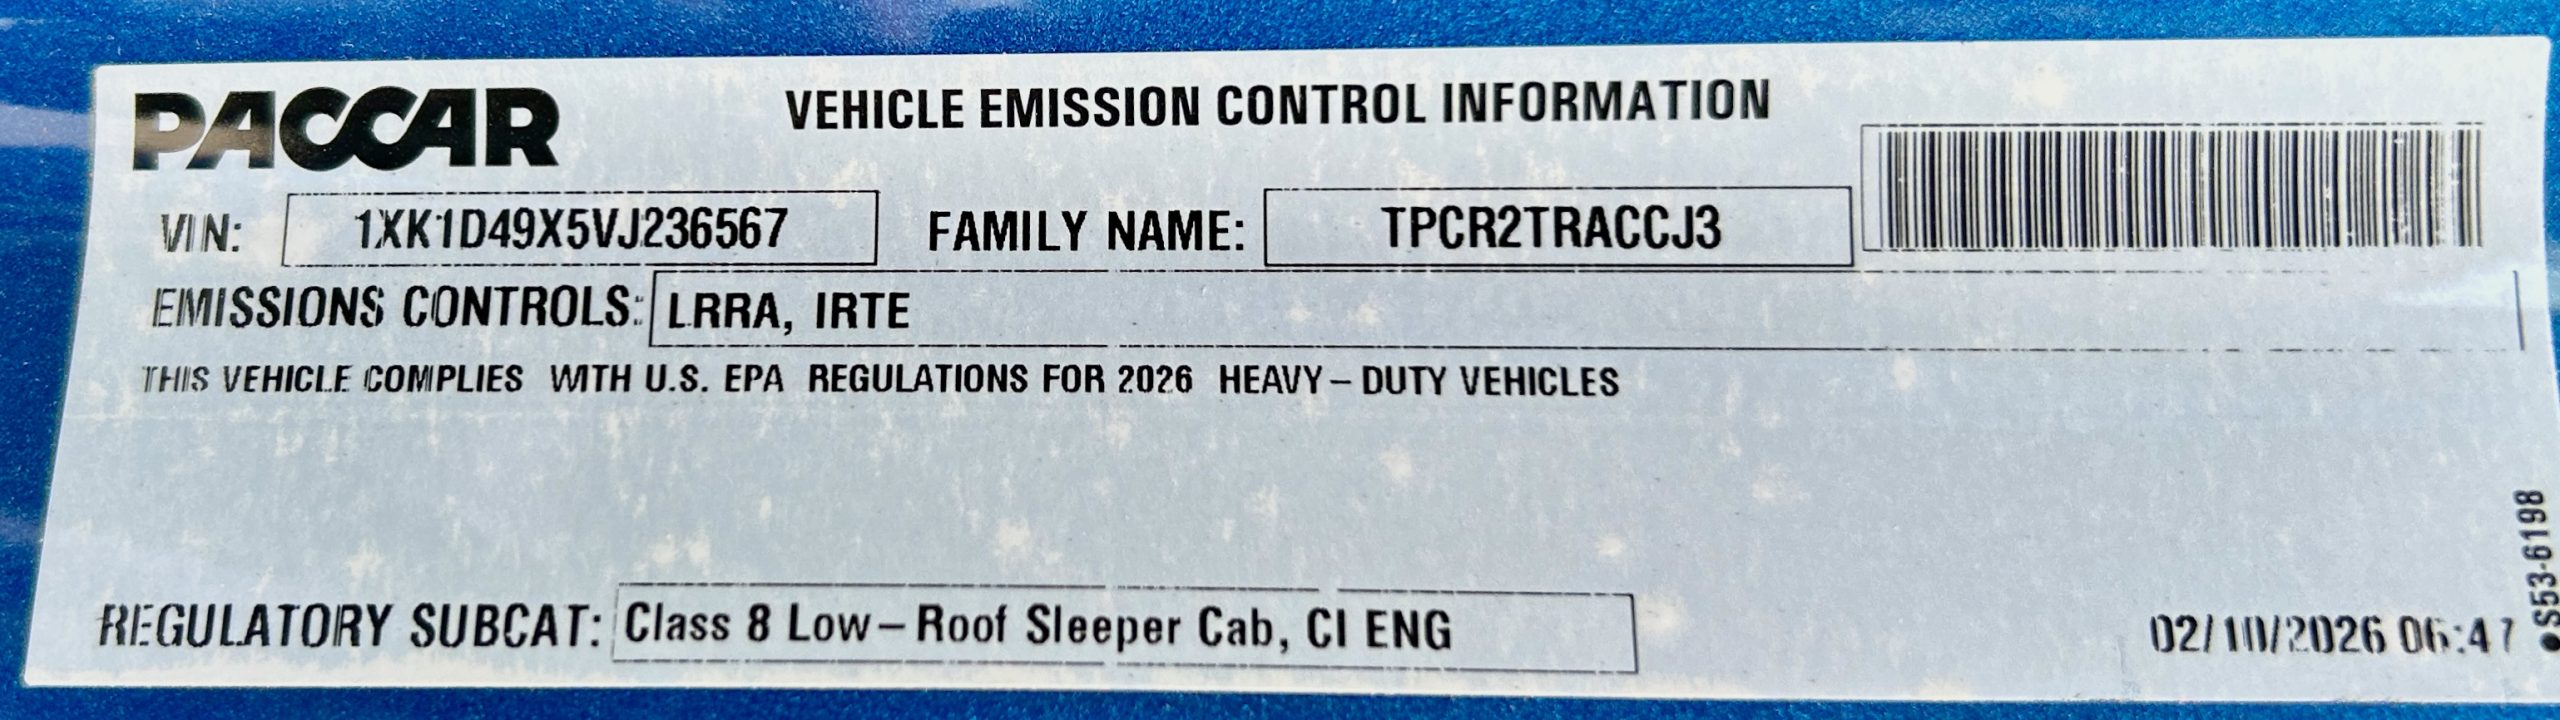 PACCAR
VEHICLE EMISSION CONTROL INFORMATION
VIN: 1XK1D49X5VJ236567 FAMILY NAME: TPCR2TRACCJ3
EMISSIONS CONTROLS: LRRA, IRTE
THIS VEHICLE COMPLIES WITH U.S. EPA REGULATIONS FOR 2026 HEAVY-DUTY VEHICLES
REGULATORY SUBCAT: Class 8 Low-Roof Sleeper Cab, CI ENG
02/10/2026 06:47
●S53-6198